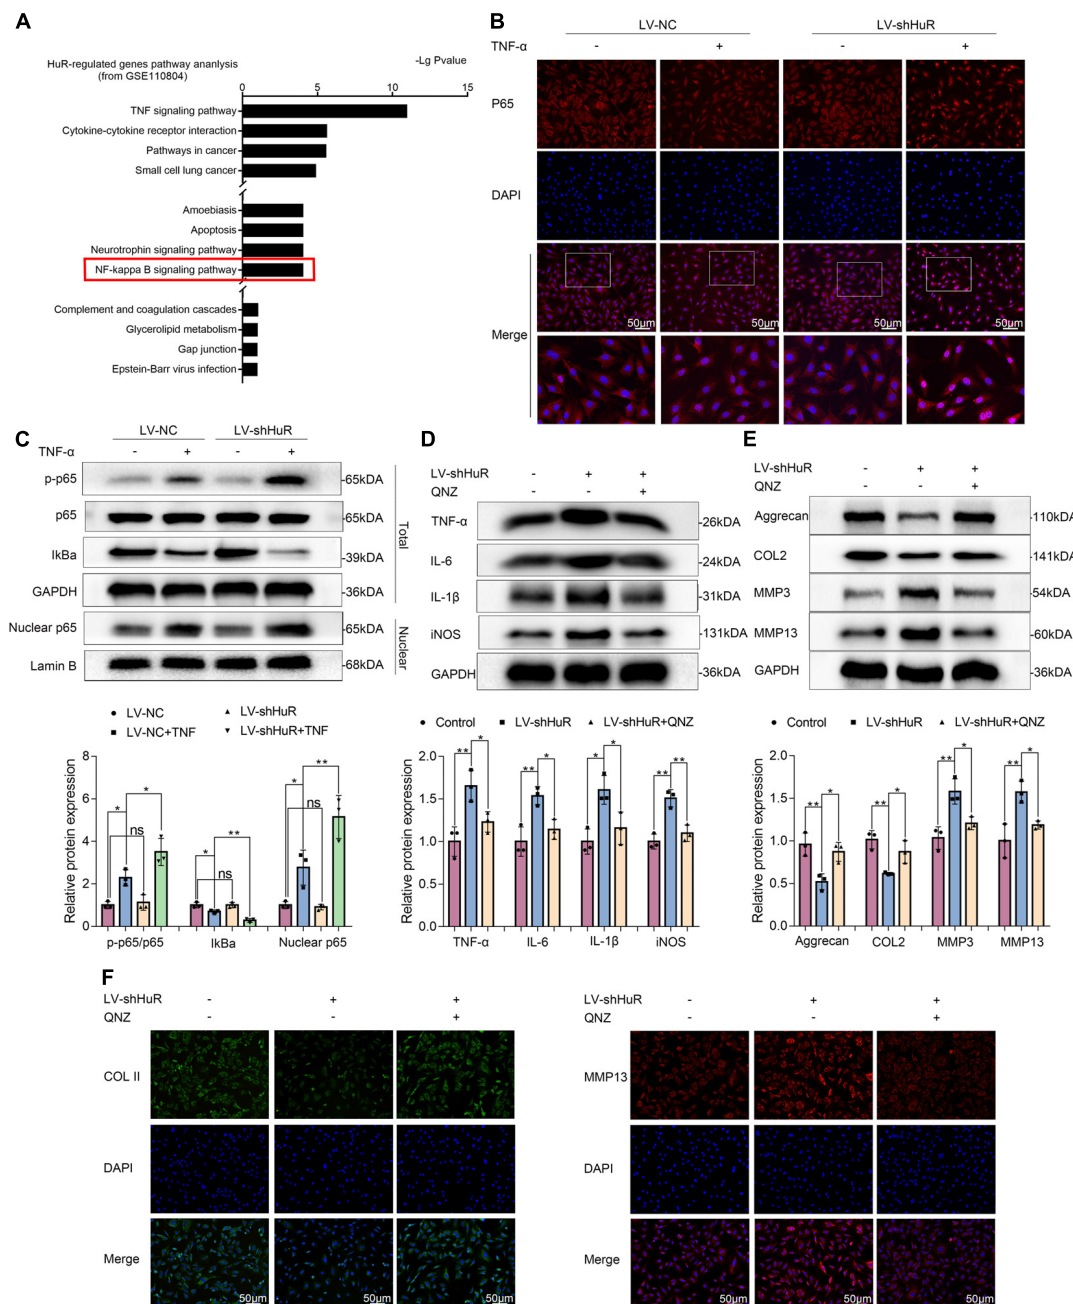 A
HuR-regulated genes pathway ananlysis
(from GSE110804)
-Lg Pvalue
0 5 10 15
TNF signaling pathway
Cytokine-cytokine receptor interaction
Pathways in cancer
Small cell lung cancer
Amoebiasis
Apoptosis
Neurotrophin signaling pathway
NF-kappa B signaling pathway
Complement and coagulation cascades
Glycerolipid metabolism
Gap junction
Epstein-Barr virus infection
B
LV-NC LV-shHuR
TNF-α - + - +
P65
DAPI
Merge
50μm 50μm 50μm 50μm
C
LV-NC LV-shHuR
TNF-α - + - +
p-p65 -65kDA
p65 -65kDA
IkBa -39kDA
GAPDH -36kDA
Total
Nuclear p65 -65kDA
Lamin B -68kDA
Nuclear
LV-NC LV-shHuR
LV-NC+TNF LV-shHuR+TNF
Relative protein expression
8
6
4
2
0
* ns *
* ns **
* ns **
p-p65/p65 IkBa Nuclear p65
D
LV-shHuR - + +
QNZ - - +
TNF-α -26kDA
IL-6 -24kDA
IL-1β -31kDA
iNOS -131kDA
GAPDH -36kDA
Control LV-shHuR LV-shHuR+QNZ
Relative protein expression
2.0
1.5
1.0
0.5
0.0
** * ** * ** * ** **
TNF-α IL-6 IL-1β iNOS
E
LV-shHuR - + +
QNZ - - +
Aggrecan -110kDA
COL2 -141kDA
MMP3 -54kDA
MMP13 -60kDA
GAPDH -36kDA
Control LV-shHuR LV-shHuR+QNZ
Relative protein expression
2.0
1.5
1.0
0.5
0.0
** * ** * ** * ** *
Aggrecan COL2 MMP3 MMP13
F
LV-shHuR - + +
QNZ - - +
COL II
DAPI
Merge
50μm 50μm 50μm
LV-shHuR - + +
QNZ - - +
MMP13
DAPI
Merge
50μm 50μm 50μm